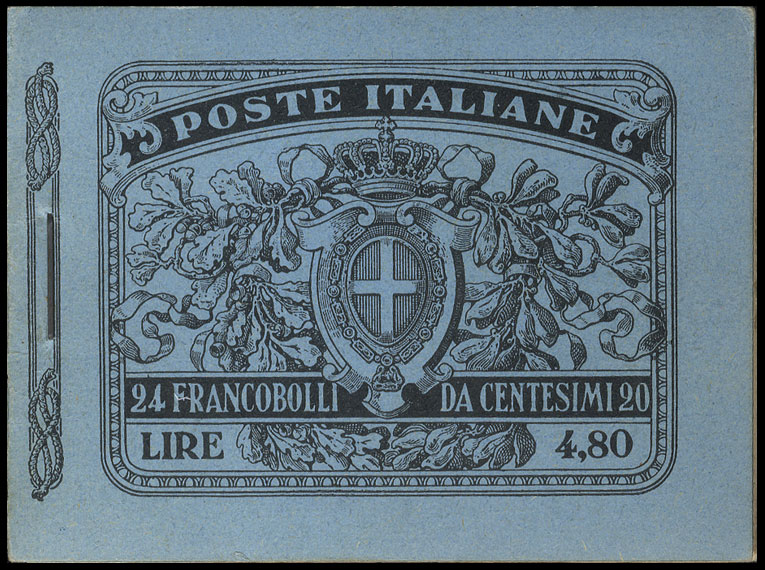 POSTE ITALIANE
24 FRANCOBOLLI DA CENTESIMI 20
LIRE 4,80